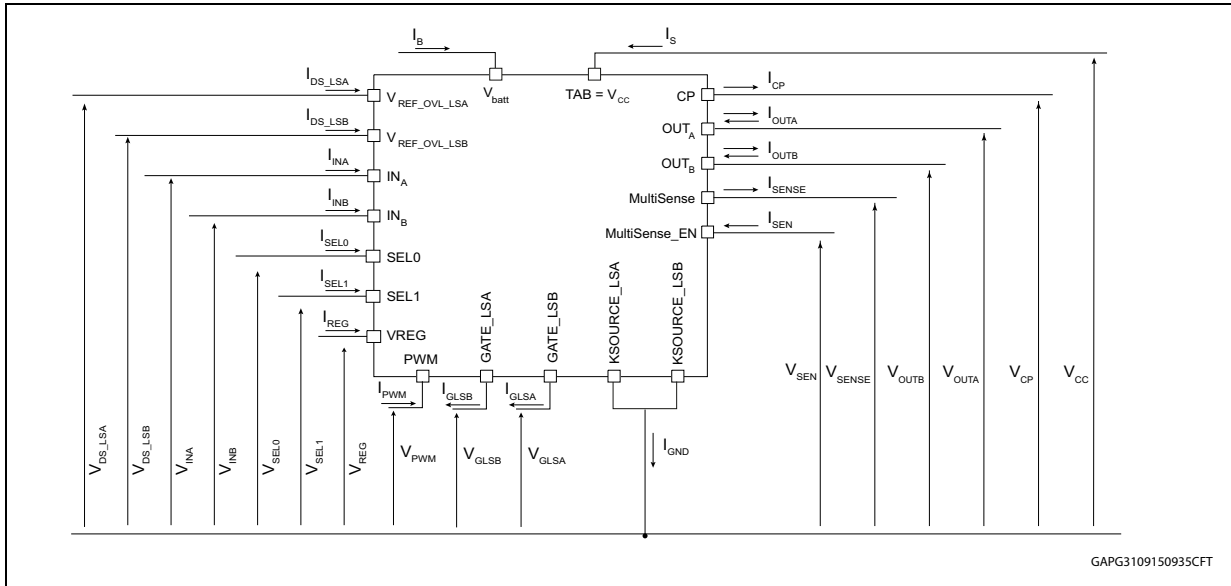 I_B
I_S
V_batt
TAB = V_CC
I_DS_LSA
V_REF_OVL_LSA
I_DS_LSB
V_REF_OVL_LSB
I_INA
IN_A
I_INB
IN_B
I_SEL0
SEL0
I_SEL1
SEL1
I_REG
VREG
CP
I_CP
OUT_A
I_OUTA
OUT_B
I_OUTB
MultiSense
I_SENSE
MultiSense_EN
I_SEN
PWM
GATE_LSA
GATE_LSB
KSOURCE_LSA
KSOURCE_LSB
I_PWM
I_GLSB
I_GLSA
I_GND
V_DS_LSA
V_DS_LSB
V_INA
V_INB
V_SEL0
V_SEL1
V_REG
V_PWM
V_GLSB
V_GLSA
V_SEN
V_SENSE
V_OUTB
V_OUTA
V_CP
V_CC
GAPG3109150935CFT